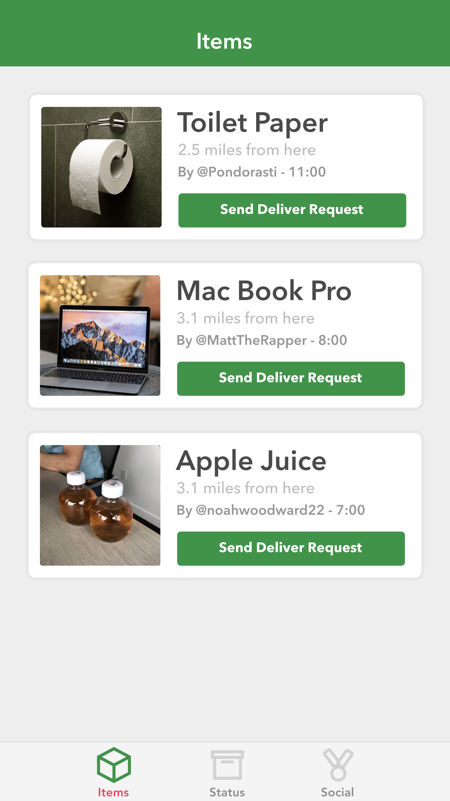 Items
Toilet Paper
2.5 miles from here
By @Pondorasti - 11:00
Send Deliver Request
Mac Book Pro
3.1 miles from here
By @MattTheRapper - 8:00
Send Deliver Request
Apple Juice
3.1 miles from here
By @noahwoodward22 - 7:00
Send Deliver Request
Items
Status
Social